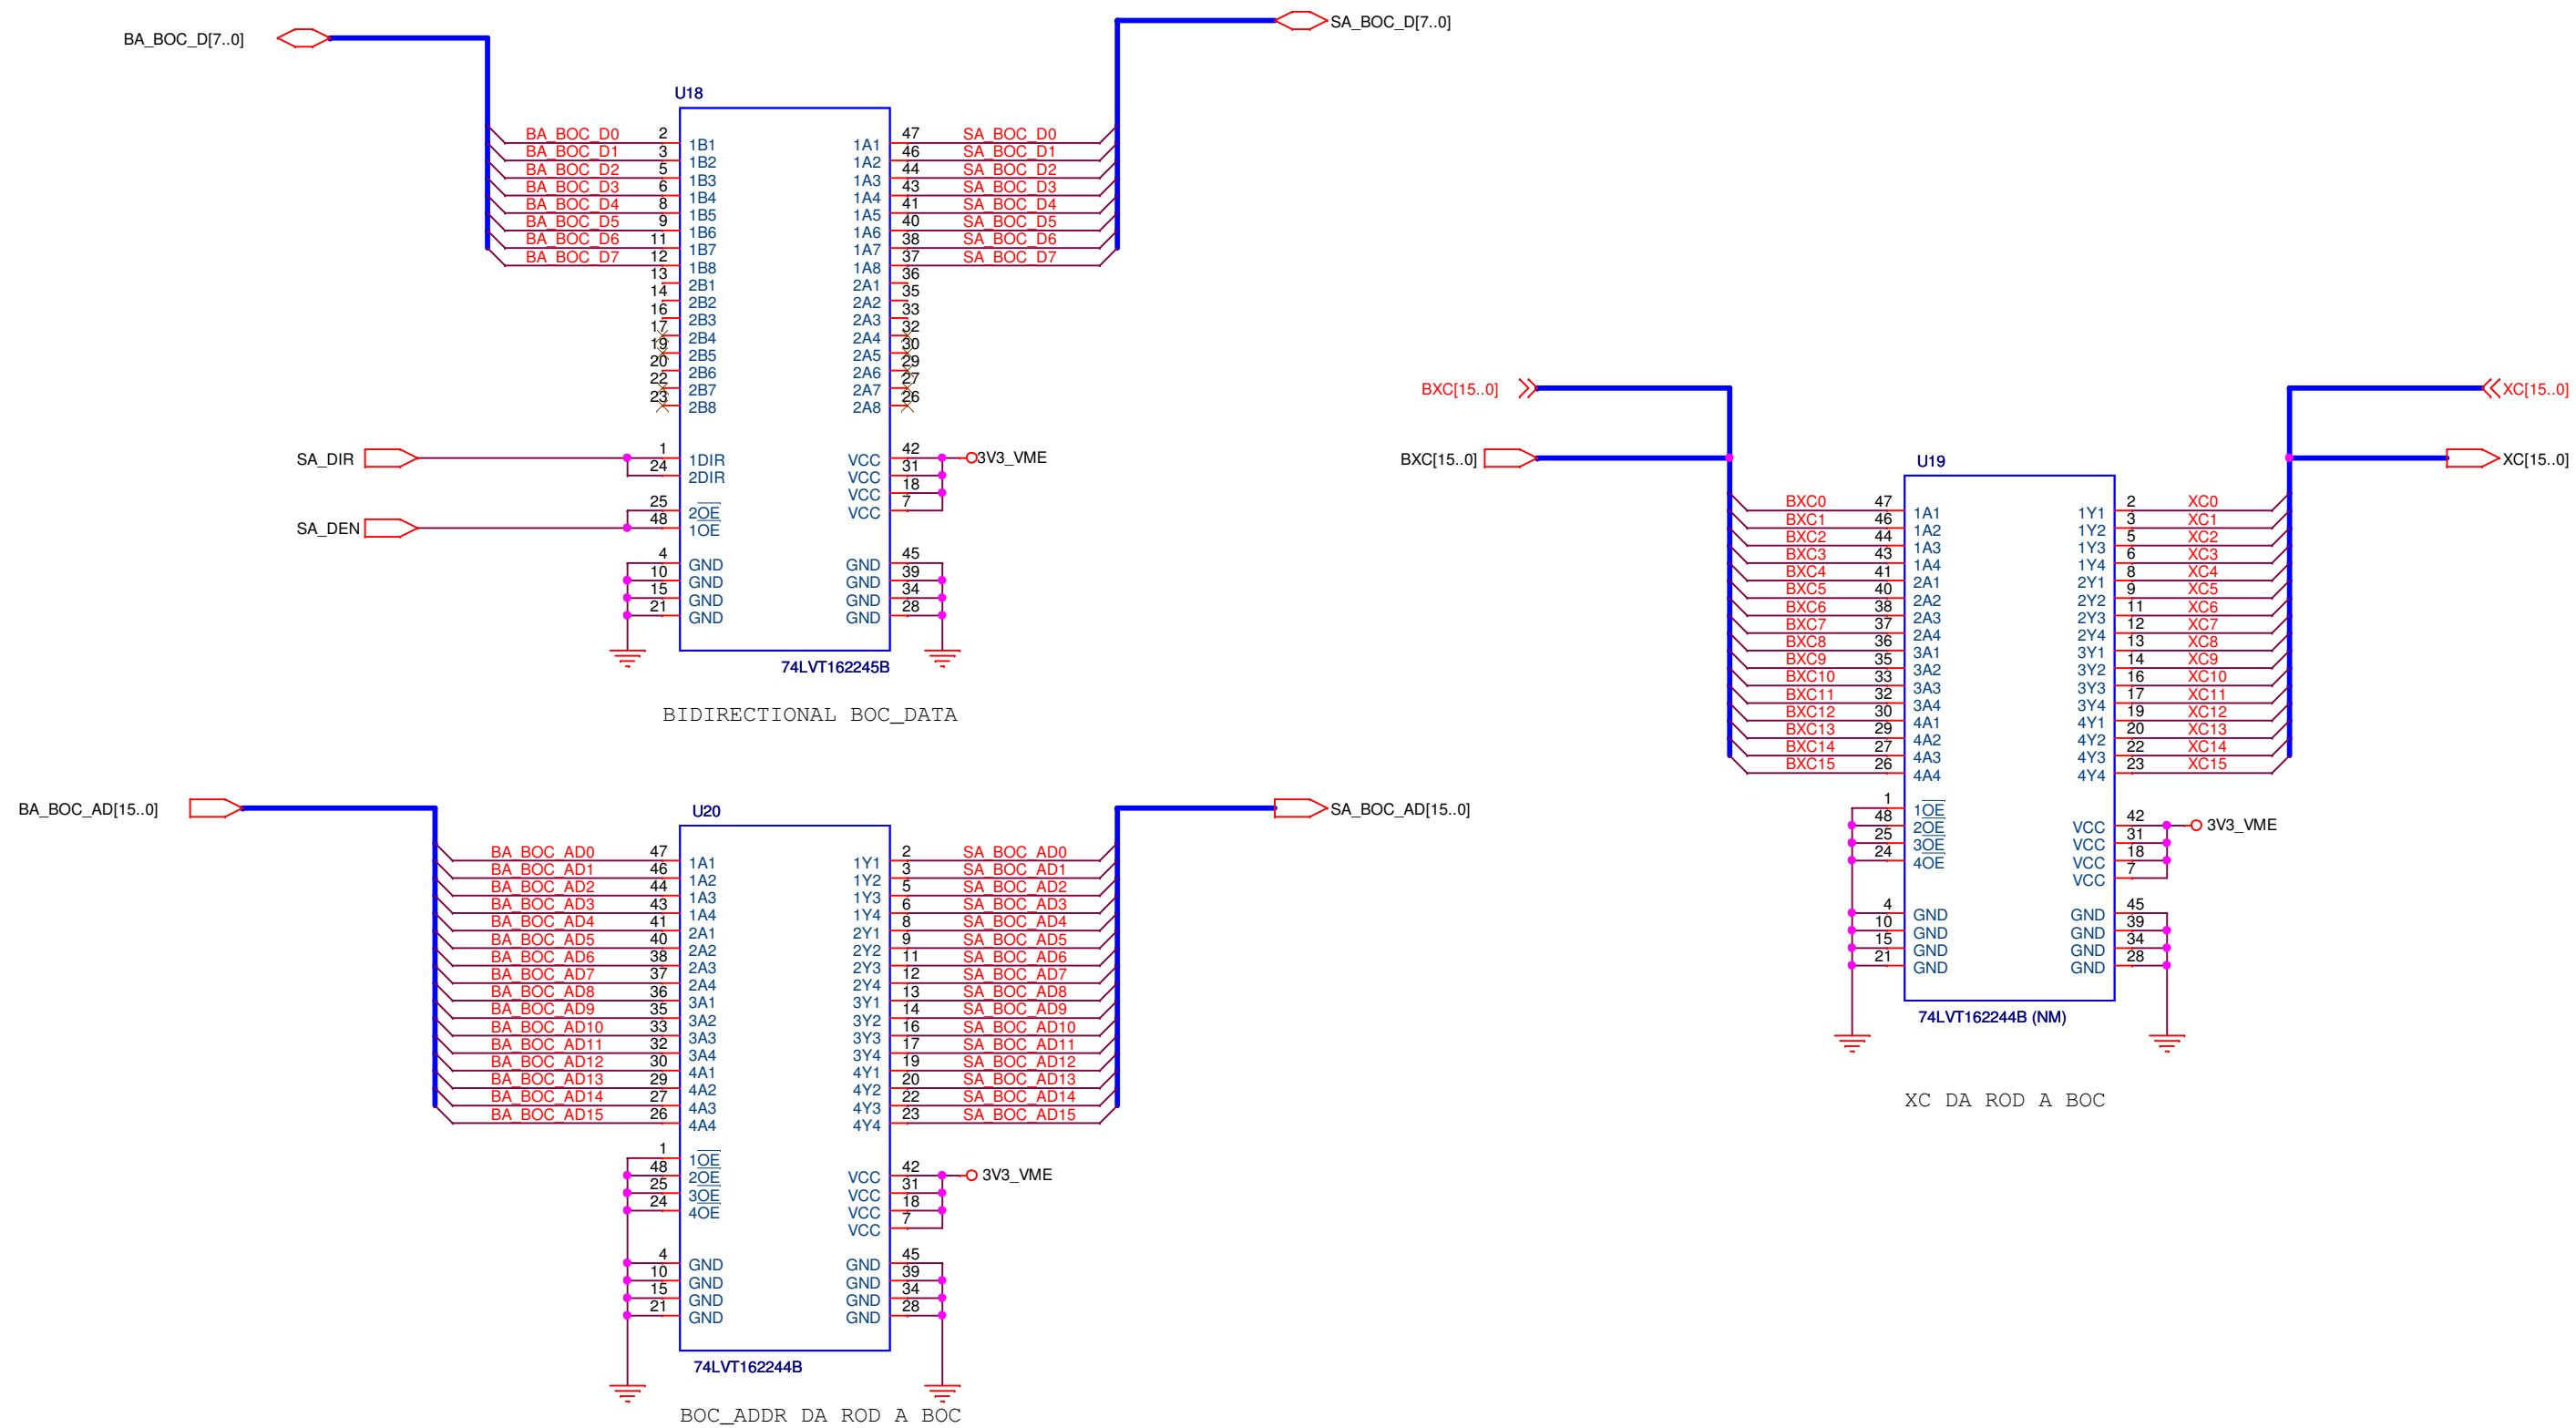 BA_BOC_D[7..0]
SA_BOC_D[7..0]
U18
BA_BOC_D0 2 1B1 1A1 47 SA_BOC_D0
BA_BOC_D1 3 1B2 1A2 46 SA_BOC_D1
BA_BOC_D2 5 1B3 1A3 44 SA_BOC_D2
BA_BOC_D3 6 1B4 1A4 43 SA_BOC_D3
BA_BOC_D4 8 1B5 1A5 41 SA_BOC_D4
BA_BOC_D5 9 1B6 1A6 40 SA_BOC_D5
BA_BOC_D6 11 1B7 1A7 38 SA_BOC_D6
BA_BOC_D7 12 1B8 1A8 37 SA_BOC_D7
13 2B1 2A1 36
14 2B2 2A2 35
16 2B3 2A3 33
17 2B4 2A4 32
19 2B5 2A5 30
20 2B6 2A6 29
22 2B7 2A7 27
23 2B8 2A8 26
SA_DIR 1 1DIR VCC 42 3V3_VME
24 2DIR VCC 31
VCC 18
25 2OE VCC 7
SA_DEN 48 1OE
4 GND GND 45
10 GND GND 39
15 GND GND 34
21 GND GND 28
74LVT162245B
BIDIRECTIONAL BOC_DATA
BXC[15..0]
XC[15..0]
BXC[15..0]
XC[15..0]
U19
BXC0 47 1A1 1Y1 2 XC0
BXC1 46 1A2 1Y2 3 XC1
BXC2 44 1A3 1Y3 5 XC2
BXC3 43 1A4 1Y4 6 XC3
BXC4 41 2A1 2Y1 8 XC4
BXC5 40 2A2 2Y2 9 XC5
BXC6 38 2A3 2Y3 11 XC6
BXC7 37 2A4 2Y4 12 XC7
BXC8 36 3A1 3Y1 13 XC8
BXC9 35 3A2 3Y2 14 XC9
BXC10 33 3A3 3Y3 16 XC10
BXC11 32 3A4 3Y4 17 XC11
BXC12 30 4A1 4Y1 19 XC12
BXC13 29 4A2 4Y2 20 XC13
BXC14 27 4A3 4Y3 22 XC14
BXC15 26 4A4 4Y4 23 XC15
1 1OE
48 2OE VCC 42 3V3_VME
25 3OE VCC 31
24 4OE VCC 18
VCC 7
4 GND GND 45
10 GND GND 39
15 GND GND 34
21 GND GND 28
74LVT162244B (NM)
XC DA ROD A BOC
BA_BOC_AD[15..0]
SA_BOC_AD[15..0]
U20
BA_BOC_AD0 47 1A1 1Y1 2 SA_BOC_AD0
BA_BOC_AD1 46 1A2 1Y2 3 SA_BOC_AD1
BA_BOC_AD2 44 1A3 1Y3 5 SA_BOC_AD2
BA_BOC_AD3 43 1A4 1Y4 6 SA_BOC_AD3
BA_BOC_AD4 41 2A1 2Y1 8 SA_BOC_AD4
BA_BOC_AD5 40 2A2 2Y2 9 SA_BOC_AD5
BA_BOC_AD6 38 2A3 2Y3 11 SA_BOC_AD6
BA_BOC_AD7 37 2A4 2Y4 12 SA_BOC_AD7
BA_BOC_AD8 36 3A1 3Y1 13 SA_BOC_AD8
BA_BOC_AD9 35 3A2 3Y2 14 SA_BOC_AD9
BA_BOC_AD10 33 3A3 3Y3 16 SA_BOC_AD10
BA_BOC_AD11 32 3A4 3Y4 17 SA_BOC_AD11
BA_BOC_AD12 30 4A1 4Y1 19 SA_BOC_AD12
BA_BOC_AD13 29 4A2 4Y2 20 SA_BOC_AD13
BA_BOC_AD14 27 4A3 4Y3 22 SA_BOC_AD14
BA_BOC_AD15 26 4A4 4Y4 23 SA_BOC_AD15
1 1OE
48 2OE VCC 42 3V3_VME
25 3OE VCC 31
24 4OE VCC 18
VCC 7
4 GND GND 45
10 GND GND 39
15 GND GND 34
21 GND GND 28
74LVT162244B
BOC_ADDR DA ROD A BOC